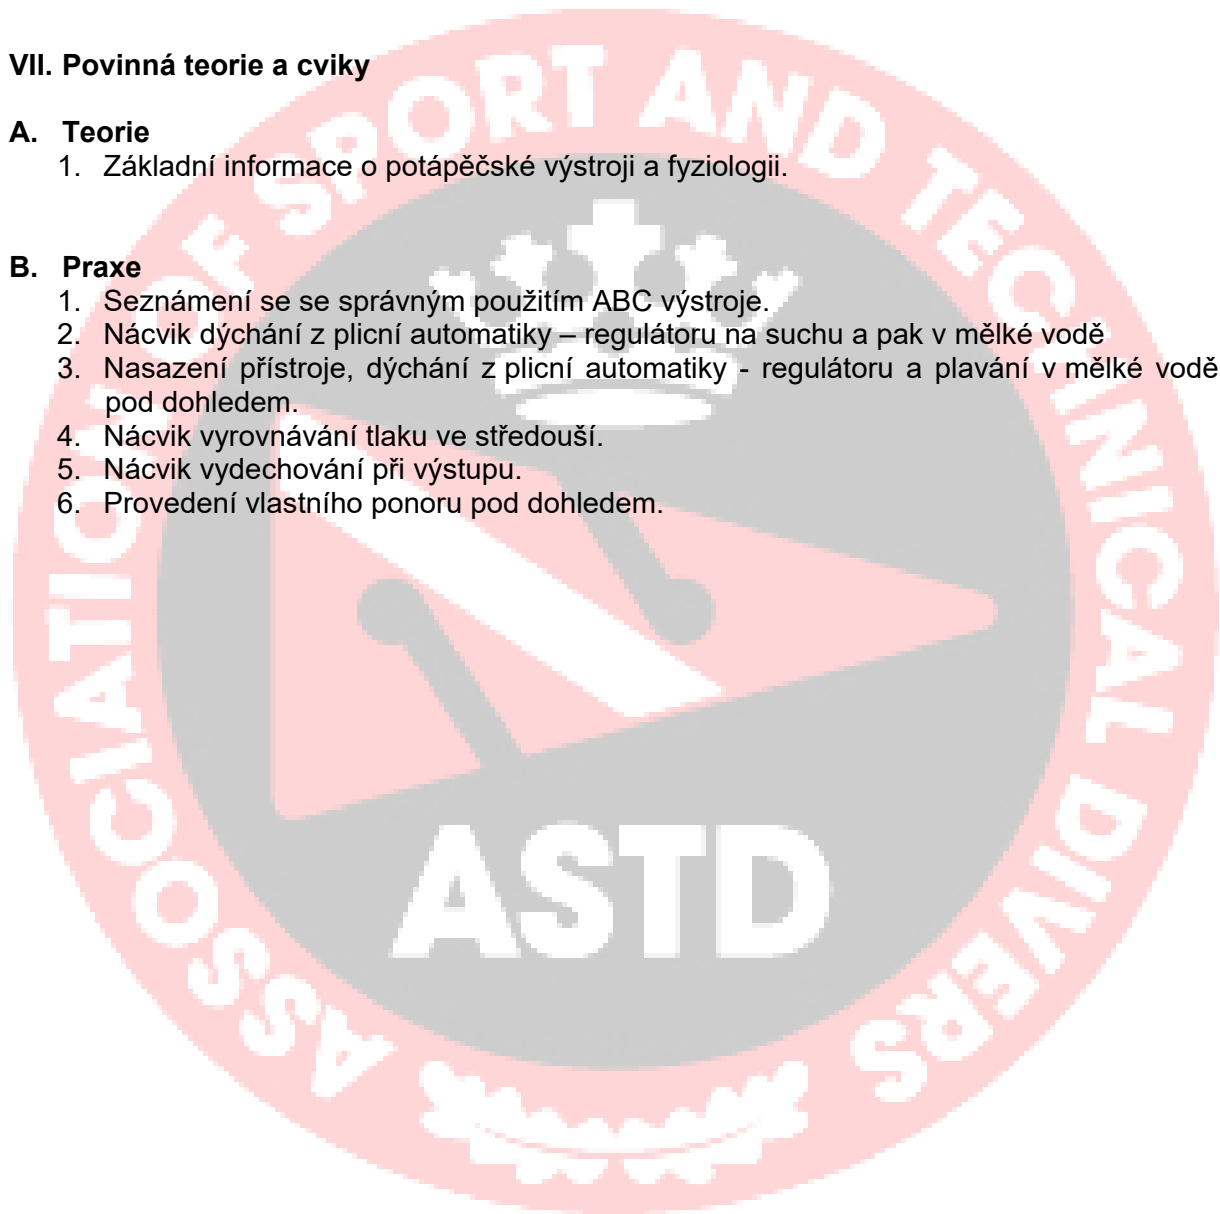 VII. Povinná teorie a cviky
A. Teorie
1. Základní informace o potápěčské výstroji a fyziologii.
B. Praxe
1. Seznámení se se správným použitím ABC výstroje.
2. Nácvik dýchání z plicní automatiky – regulátoru na suchu a pak v mělké vodě
3. Nasazení přístroje, dýchání z plicní automatiky - regulátoru a plavání v mělké vodě
pod dohledem.
4. Nácvik vyrovnávání tlaku ve středouší.
5. Nácvik vydechování při výstupu.
6. Provedení vlastního ponoru pod dohledem.
ASSOCIATION OF SPORT AND TECHNICAL DIVERS
ASTD